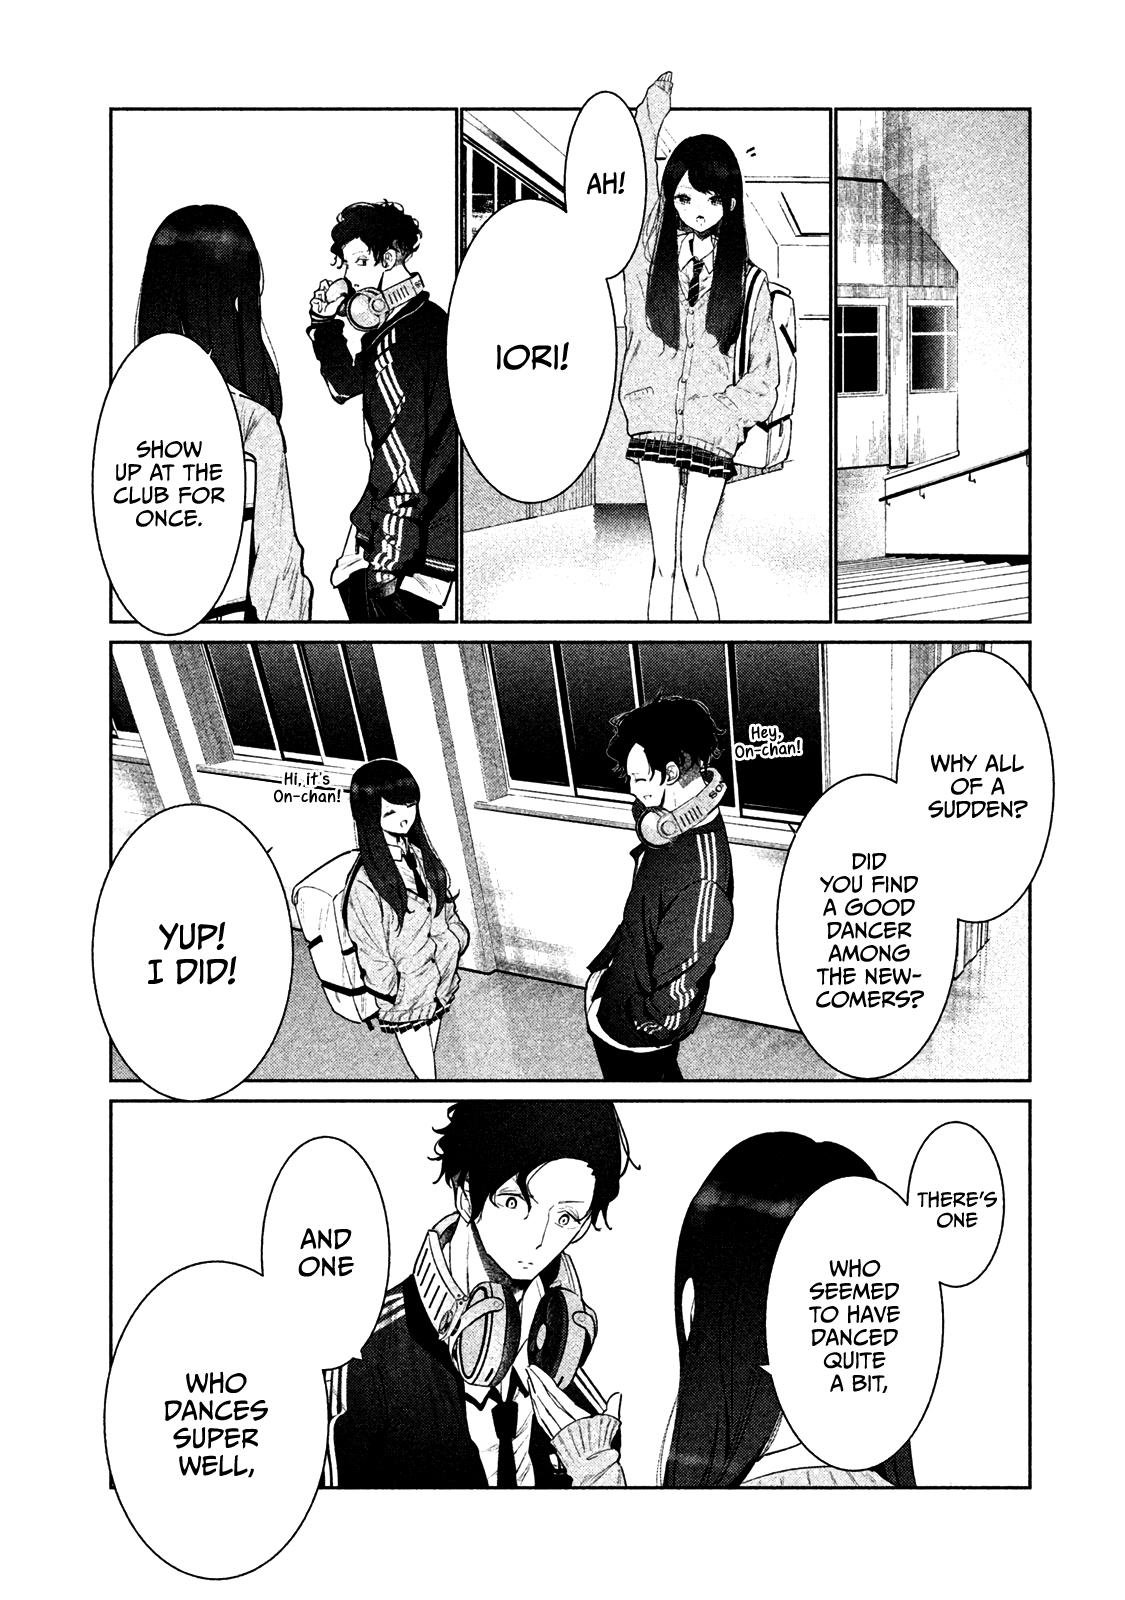 AH!
IORI!
SHOW
UP AT THE
CLUB FOR
ONCE.
WHY ALL
OF A
SUDDEN?
DID
YOU FIND
A GOOD
DANCER
AMONG
THE NEW-
COMERS?
Hey,
On-chan!
Hi, it's
On-chan!
YUP!
I DID!
THERE'S
ONE
WHO
SEEMED
TO HAVE
DANCED
QUITE
A BIT,
AND
ONE
WHO
DANCES
SUPER
WELL,